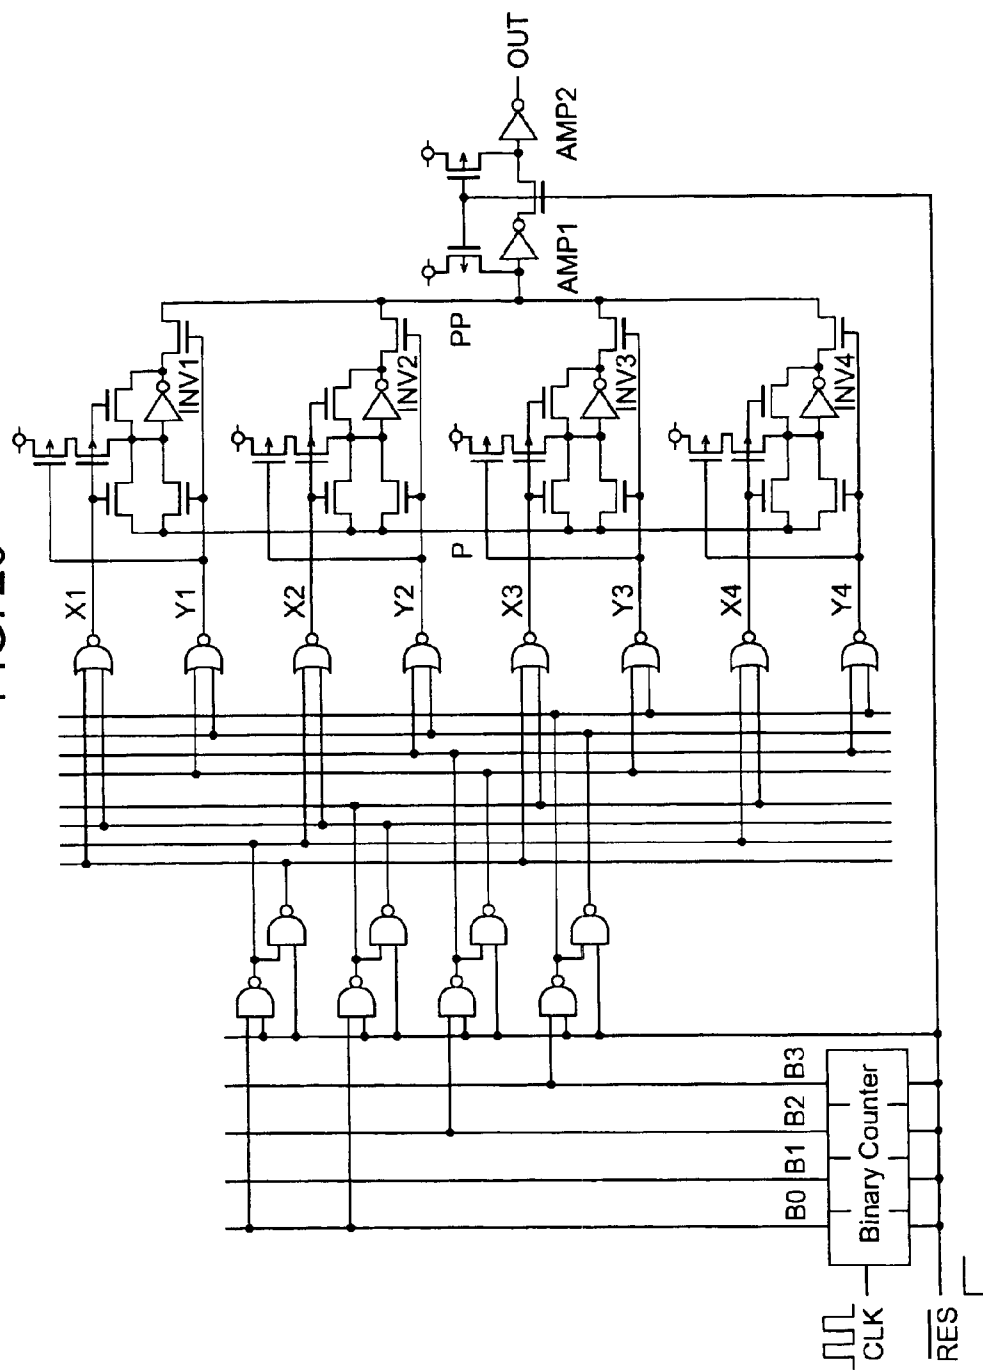 OUT
AMP2
AMP1
PP
INV1
INV2
INV3
INV4
P
X1
Y1
X2
Y2
X3
Y3
X4
Y4
B0
B1
B2
B3
Binary Counter
CLK
RES